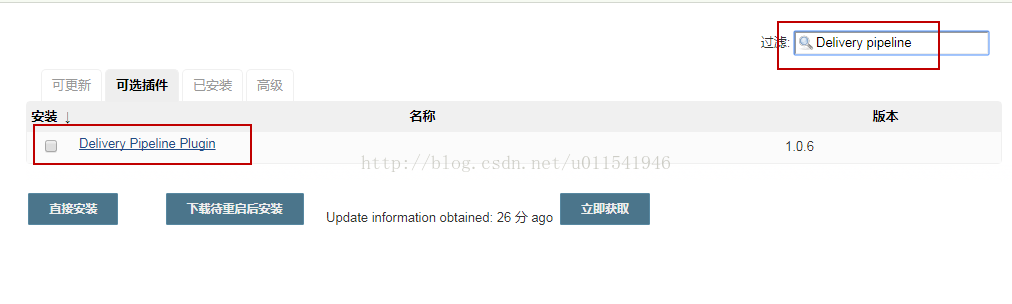 过滤: Delivery pipeline
可更新 可选插件 已安装 高级
安装 ↓ 名称 版本
Delivery Pipeline Plugin 1.0.6
http://blog.csdn.net/u011541946
直接安装 下载待重启后安装 Update information obtained: 26 分 ago 立即获取